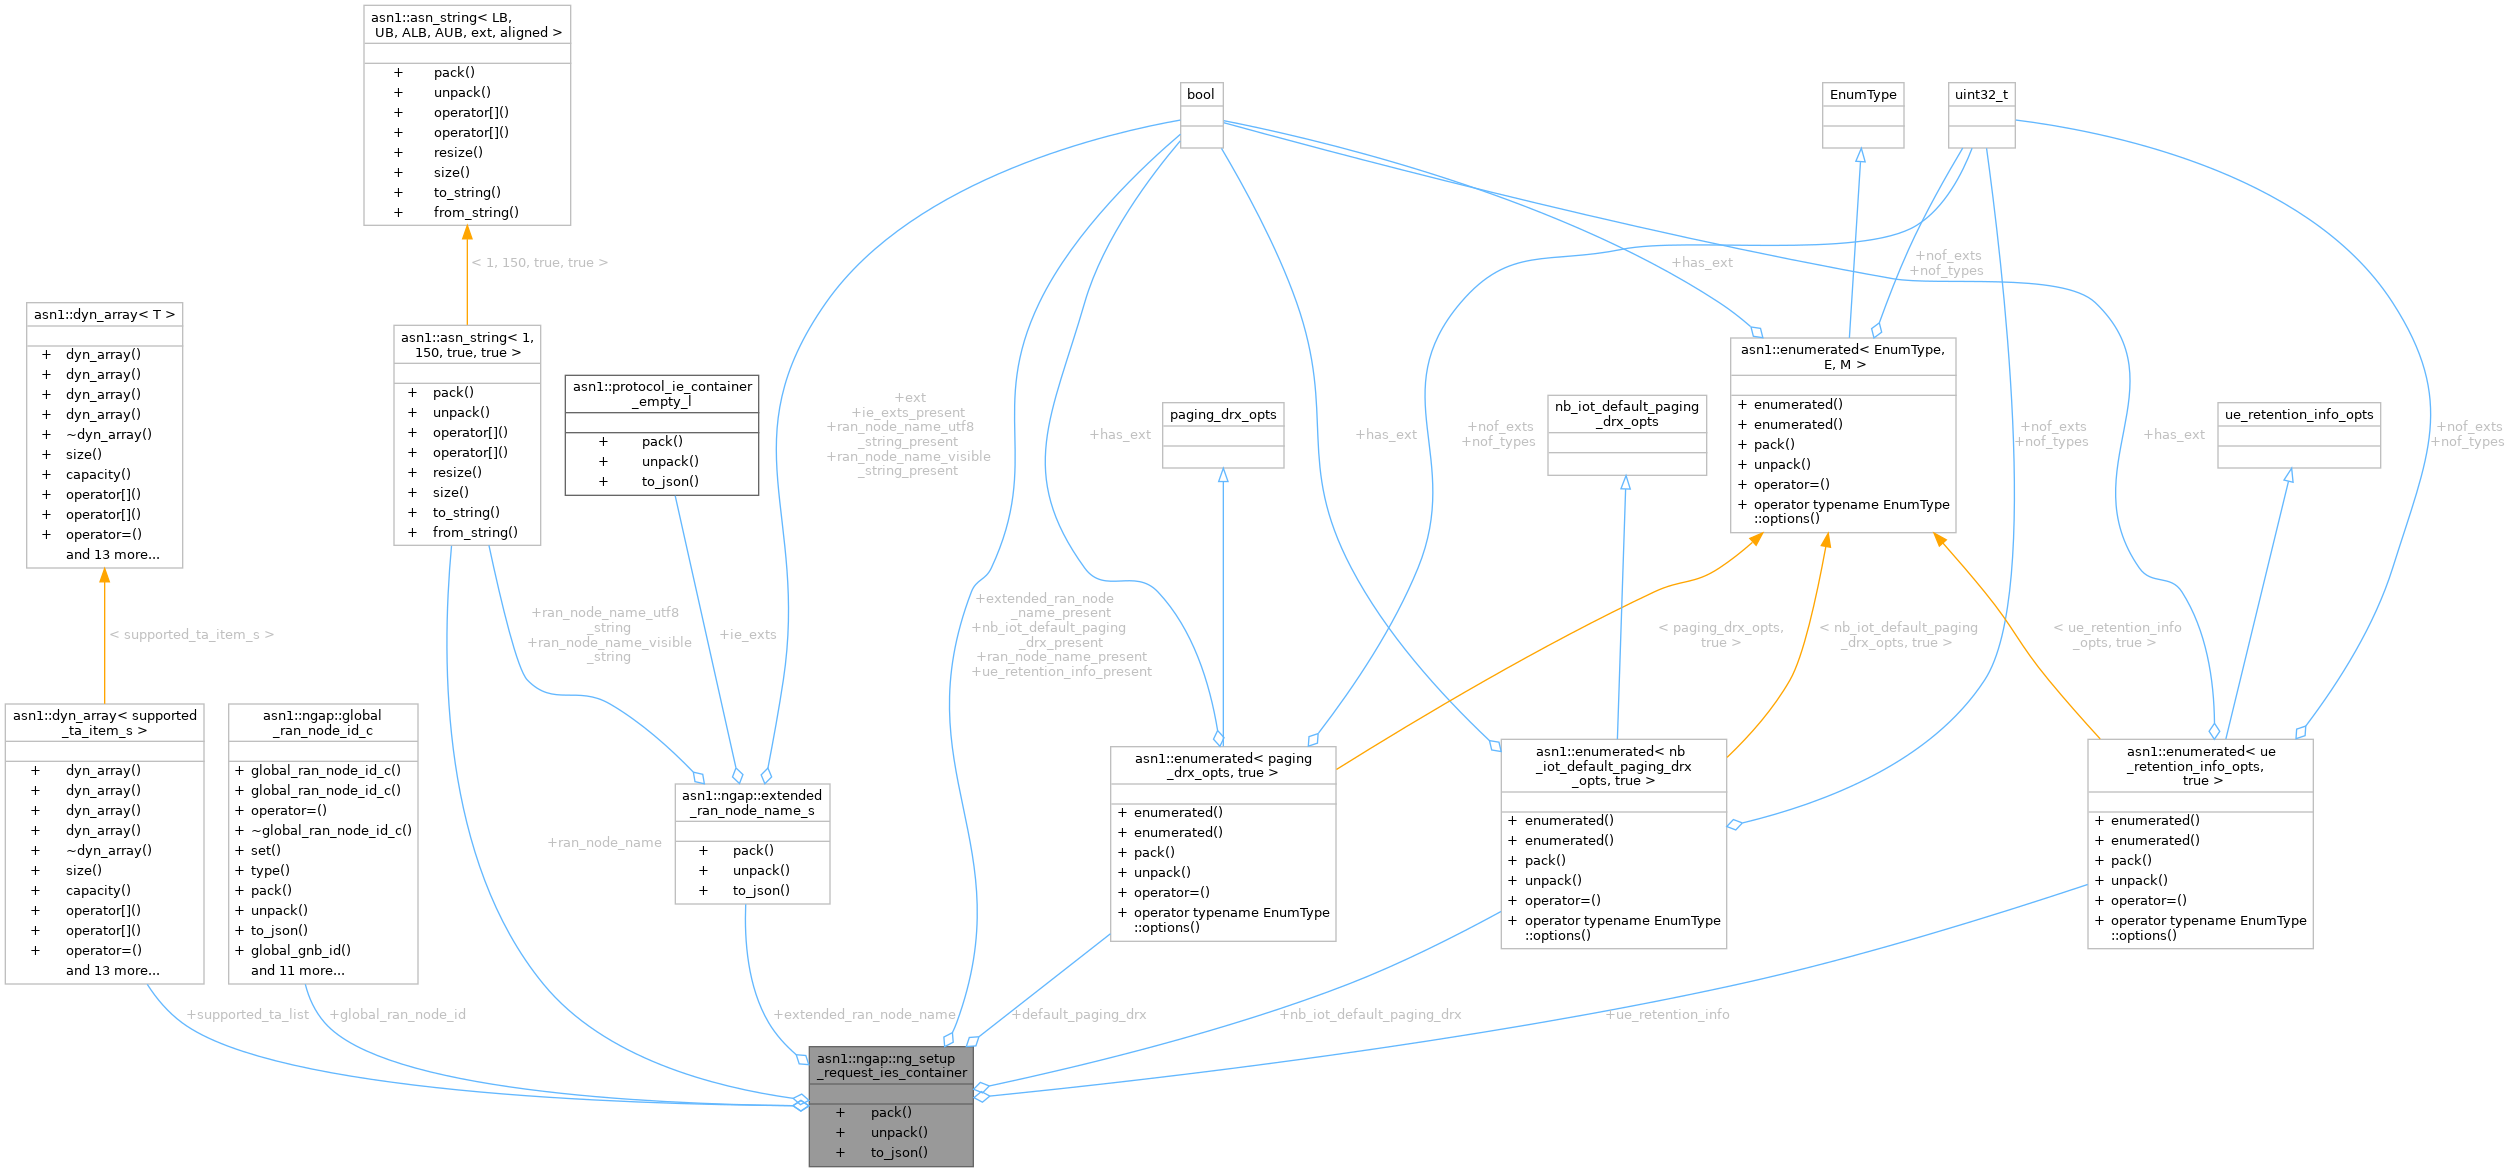 asn1::asn_string< LB,
UB, ALB, AUB, ext, aligned >
+ pack()
+ unpack()
+ operator[]()
+ operator[]()
+ resize()
+ size()
+ to_string()
+ from_string()
bool
EnumType
uint32_t
< 1, 150, true, true >
+has_ext
+nof_exts
+nof_types
asn1::dyn_array< T >
+ dyn_array()
+ dyn_array()
+ dyn_array()
+ dyn_array()
+ ~dyn_array()
+ size()
+ capacity()
+ operator[]()
+ operator[]()
+ operator=()
and 13 more...
asn1::asn_string< 1,
150, true, true >
+ pack()
+ unpack()
+ operator[]()
+ operator[]()
+ resize()
+ size()
+ to_string()
+ from_string()
asn1::protocol_ie_container
_empty_l
+ pack()
+ unpack()
+ to_json()
+ext
+ie_exts_present
+ran_node_name_utf8
_string_present
+ran_node_name_visible
_string_present
+has_ext
paging_drx_opts
+has_ext
+nof_exts
+nof_types
nb_iot_default_paging
_drx_opts
asn1::enumerated< EnumType,
E, M >
+ enumerated()
+ enumerated()
+ pack()
+ unpack()
+ operator=()
+ operator typename EnumType
::options()
+nof_exts
+nof_types
+has_ext
ue_retention_info_opts
+nof_exts
+nof_types
< supported_ta_item_s >
+ran_node_name_utf8
_string
+ran_node_name_visible
_string
+ie_exts
+extended_ran_node
_name_present
+nb_iot_default_paging
_drx_present
+ran_node_name_present
+ue_retention_info_present
< paging_drx_opts,
true >
< nb_iot_default_paging
_drx_opts, true >
< ue_retention_info
_opts, true >
asn1::dyn_array< supported
_ta_item_s >
+ dyn_array()
+ dyn_array()
+ dyn_array()
+ dyn_array()
+ ~dyn_array()
+ size()
+ capacity()
+ operator[]()
+ operator[]()
+ operator=()
and 13 more...
asn1::ngap::global
_ran_node_id_c
+ global_ran_node_id_c()
+ global_ran_node_id_c()
+ operator=()
+ ~global_ran_node_id_c()
+ set()
+ type()
+ pack()
+ unpack()
+ to_json()
+ global_gnb_id()
and 11 more...
+ran_node_name
asn1::ngap::extended
_ran_node_name_s
+ pack()
+ unpack()
+ to_json()
asn1::enumerated< paging
_drx_opts, true >
+ enumerated()
+ enumerated()
+ pack()
+ unpack()
+ operator=()
+ operator typename EnumType
::options()
asn1::enumerated< nb
_iot_default_paging_drx
_opts, true >
+ enumerated()
+ enumerated()
+ pack()
+ unpack()
+ operator=()
+ operator typename EnumType
::options()
asn1::enumerated< ue
_retention_info_opts,
true >
+ enumerated()
+ enumerated()
+ pack()
+ unpack()
+ operator=()
+ operator typename EnumType
::options()
+supported_ta_list
+global_ran_node_id
+extended_ran_node_name
+default_paging_drx
+nb_iot_default_paging_drx
+ue_retention_info
asn1::ngap::ng_setup
_request_ies_container
+ pack()
+ unpack()
+ to_json()